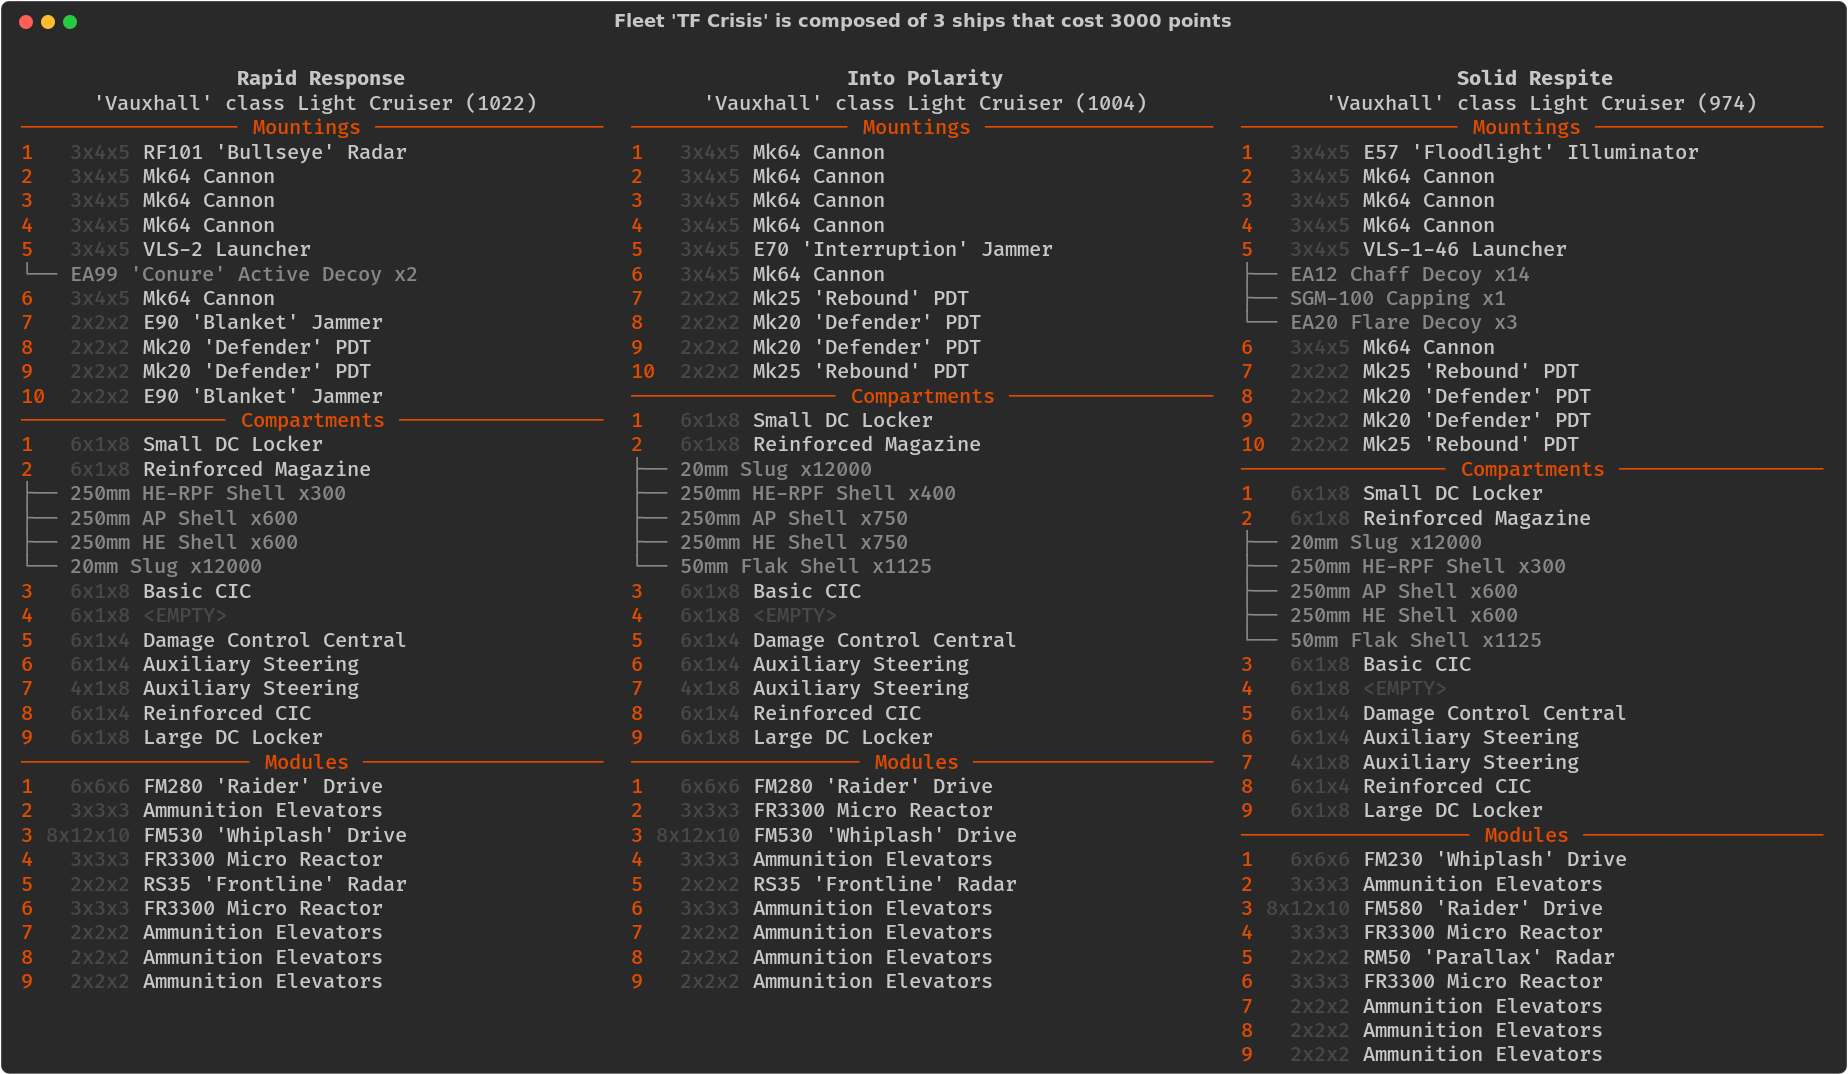 Fleet 'TF Crisis' is composed of 3 ships that cost 3000 points
Rapid Response
'Vauxhall' class Light Cruiser (1022)
Mountings
1 3x4x5 RF101 'Bullseye' Radar
2 3x4x5 Mk64 Cannon
3 3x4x5 Mk64 Cannon
4 3x4x5 Mk64 Cannon
5 3x4x5 VLS-2 Launcher
EA99 'Conure' Active Decoy x2
6 3x4x5 Mk64 Cannon
7 2x2x2 E90 'Blanket' Jammer
8 2x2x2 Mk20 'Defender' PDT
9 2x2x2 Mk20 'Defender' PDT
10 2x2x2 E90 'Blanket' Jammer
Compartments
1 6x1x8 Small DC Locker
2 6x1x8 Reinforced Magazine
250mm HE-RPF Shell x300
250mm AP Shell x600
250mm HE Shell x600
20mm Slug x12000
3 6x1x8 Basic CIC
4 6x1x8 <EMPTY>
5 6x1x4 Damage Control Central
6 6x1x4 Auxiliary Steering
7 4x1x8 Auxiliary Steering
8 6x1x4 Reinforced CIC
9 6x1x8 Large DC Locker
Modules
1 6x6x6 FM280 'Raider' Drive
2 3x3x3 Ammunition Elevators
3 8x12x10 FM530 'Whiplash' Drive
4 3x3x3 FR3300 Micro Reactor
5 2x2x2 RS35 'Frontline' Radar
6 3x3x3 FR3300 Micro Reactor
7 2x2x2 Ammunition Elevators
8 2x2x2 Ammunition Elevators
9 2x2x2 Ammunition Elevators
Into Polarity
'Vauxhall' class Light Cruiser (1004)
Mountings
1 3x4x5 Mk64 Cannon
2 3x4x5 Mk64 Cannon
3 3x4x5 Mk64 Cannon
4 3x4x5 Mk64 Cannon
5 3x4x5 E70 'Interruption' Jammer
6 3x4x5 Mk64 Cannon
7 2x2x2 Mk25 'Rebound' PDT
8 2x2x2 Mk20 'Defender' PDT
9 2x2x2 Mk20 'Defender' PDT
10 2x2x2 Mk25 'Rebound' PDT
Compartments
1 6x1x8 Small DC Locker
2 6x1x8 Reinforced Magazine
20mm Slug x12000
250mm HE-RPF Shell x400
250mm AP Shell x750
250mm HE Shell x750
50mm Flak Shell x1125
3 6x1x8 Basic CIC
4 6x1x8 <EMPTY>
5 6x1x4 Damage Control Central
6 6x1x4 Auxiliary Steering
7 4x1x8 Auxiliary Steering
8 6x1x4 Reinforced CIC
9 6x1x8 Large DC Locker
Modules
1 6x6x6 FM280 'Raider' Drive
2 3x3x3 FR3300 Micro Reactor
3 8x12x10 FM530 'Whiplash' Drive
4 3x3x3 Ammunition Elevators
5 2x2x2 RS35 'Frontline' Radar
6 3x3x3 Ammunition Elevators
7 2x2x2 Ammunition Elevators
8 2x2x2 Ammunition Elevators
9 2x2x2 Ammunition Elevators
Solid Respite
'Vauxhall' class Light Cruiser (974)
Mountings
1 3x4x5 E57 'Floodlight' Illuminator
2 3x4x5 Mk64 Cannon
3 3x4x5 Mk64 Cannon
4 3x4x5 Mk64 Cannon
5 3x4x5 VLS-1-46 Launcher
EA12 Chaff Decoy x14
SGM-100 Capping x1
EA20 Flare Decoy x3
6 3x4x5 Mk64 Cannon
7 2x2x2 Mk25 'Rebound' PDT
8 2x2x2 Mk20 'Defender' PDT
9 2x2x2 Mk20 'Defender' PDT
10 2x2x2 Mk25 'Rebound' PDT
Compartments
1 6x1x8 Small DC Locker
2 6x1x8 Reinforced Magazine
20mm Slug x12000
250mm HE-RPF Shell x300
250mm AP Shell x600
250mm HE Shell x600
50mm Flak Shell x1125
3 6x1x8 Basic CIC
4 6x1x8 <EMPTY>
5 6x1x4 Damage Control Central
6 6x1x4 Auxiliary Steering
7 4x1x8 Auxiliary Steering
8 6x1x4 Reinforced CIC
9 6x1x8 Large DC Locker
Modules
1 6x6x6 FM230 'Whiplash' Drive
2 3x3x3 Ammunition Elevators
3 8x12x10 FM580 'Raider' Drive
4 3x3x3 FR3300 Micro Reactor
5 2x2x2 RM50 'Parallax' Radar
6 3x3x3 FR3300 Micro Reactor
7 2x2x2 Ammunition Elevators
8 2x2x2 Ammunition Elevators
9 2x2x2 Ammunition Elevators